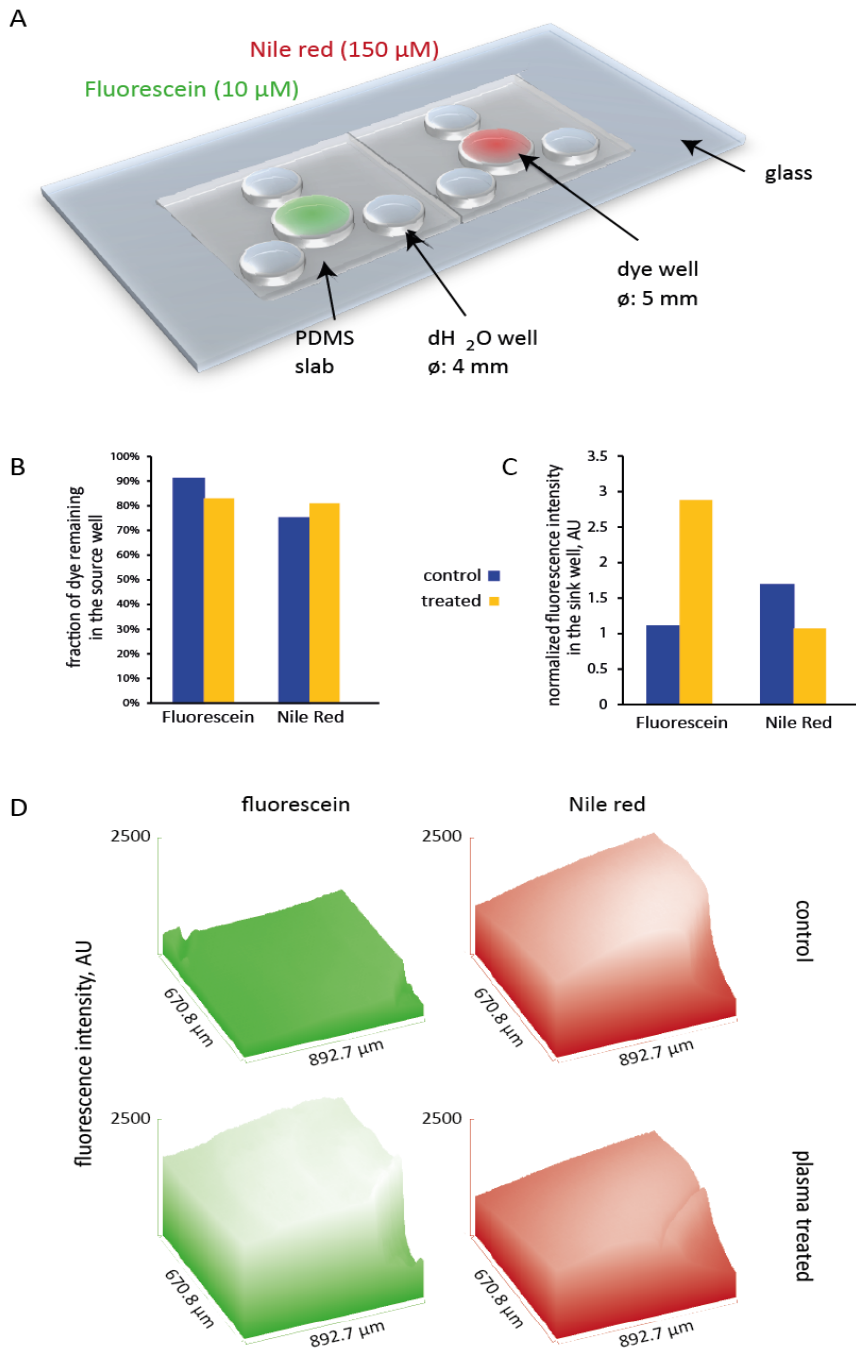 A
Nile red (150 μM)
Fluorescein (10 μM)
glass
dye well
ø: 5 mm
PDMS
slab
dH ₂O well
ø: 4 mm
B
fraction of dye remaining
in the source well
100%
90%
80%
70%
60%
50%
40%
30%
20%
10%
0%
Fluorescein
Nile Red
control
treated
C
normalized fluorescence intensity
in the sink well, AU
3.5
3
2.5
2
1.5
1
0.5
0
Fluorescein
Nile Red
D
fluorescein
Nile red
fluorescence intensity, AU
2500
670.8 μm
892.7 μm
2500
670.8 μm
892.7 μm
control
2500
670.8 μm
892.7 μm
2500
670.8 μm
892.7 μm
plasma treated